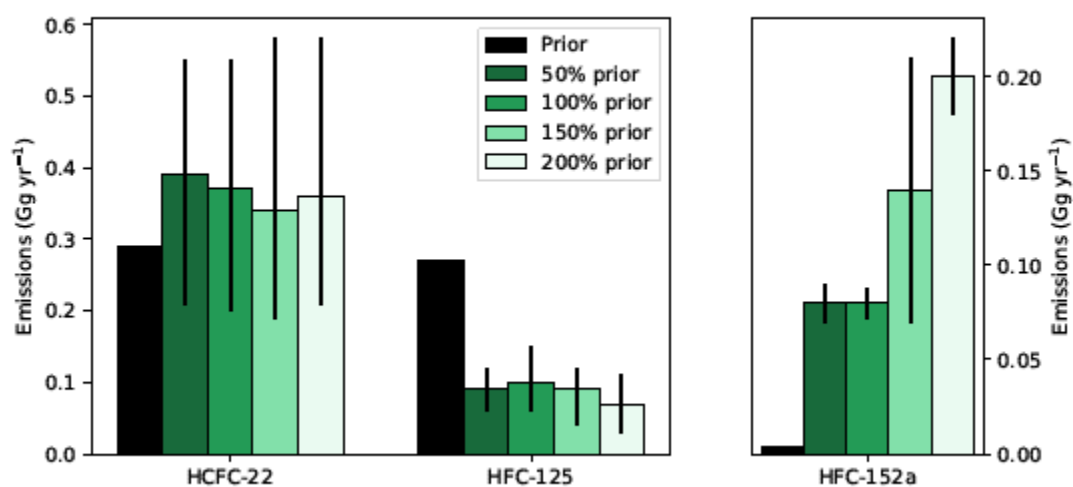 Emissions (Gg yr⁻¹)
0.6
0.5
0.4
0.3
0.2
0.1
0.0
HCFC-22
HFC-125
Prior
50% prior
100% prior
150% prior
200% prior
HFC-152a
0.20
0.15
0.10
0.05
0.00
Emissions (Gg yr⁻¹)